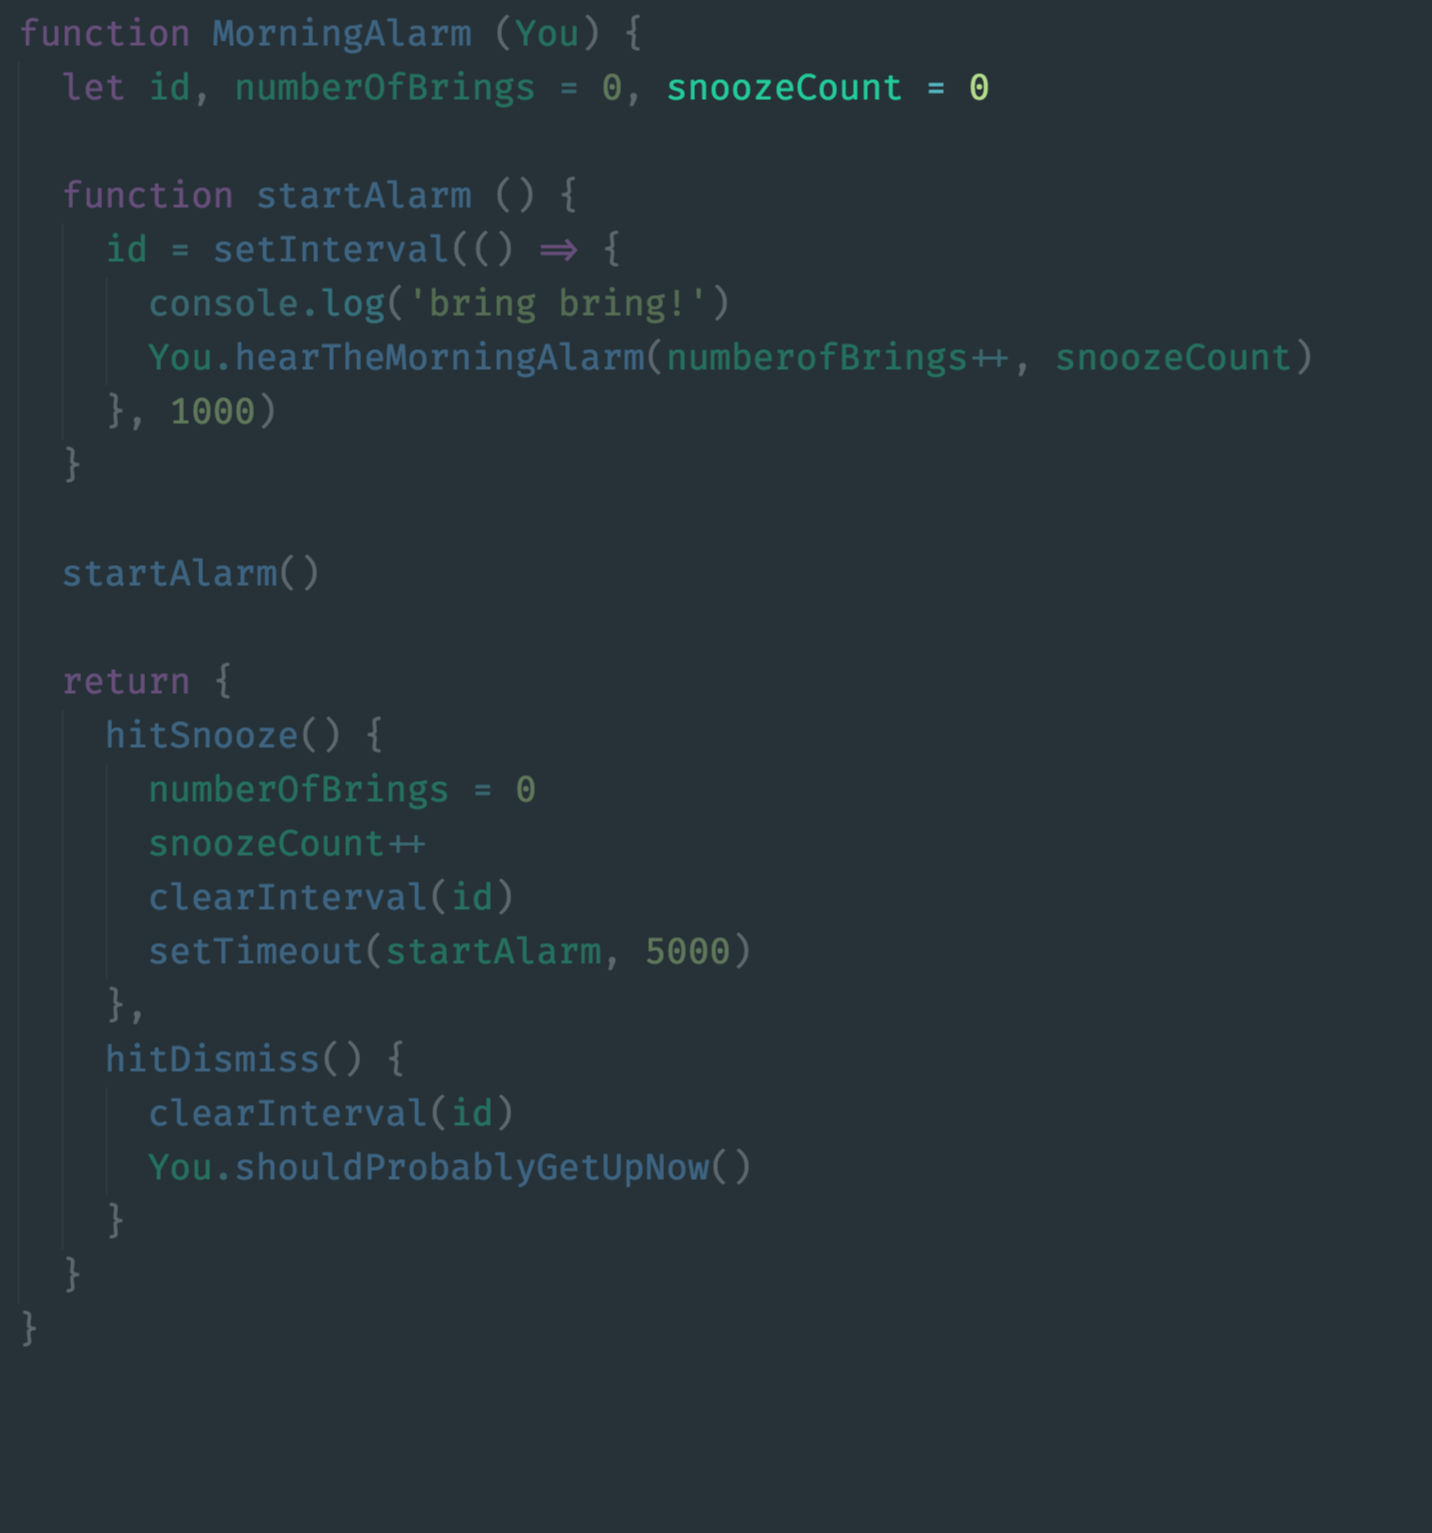 function MorningAlarm (You) {
let id, numberOfBrings = 0, snoozeCount = 0
function startAlarm () {
id = setInterval(() => {
console.log('bring bring!')
You.hearTheMorningAlarm(numberofBrings++, snoozeCount)
}, 1000)
}
startAlarm()
return {
hitSnooze() {
numberOfBrings = 0
snoozeCount++
clearInterval(id)
setTimeout(startAlarm, 5000)
},
hitDismiss() {
clearInterval(id)
You.shouldProbablyGetUpNow()
}
}
}